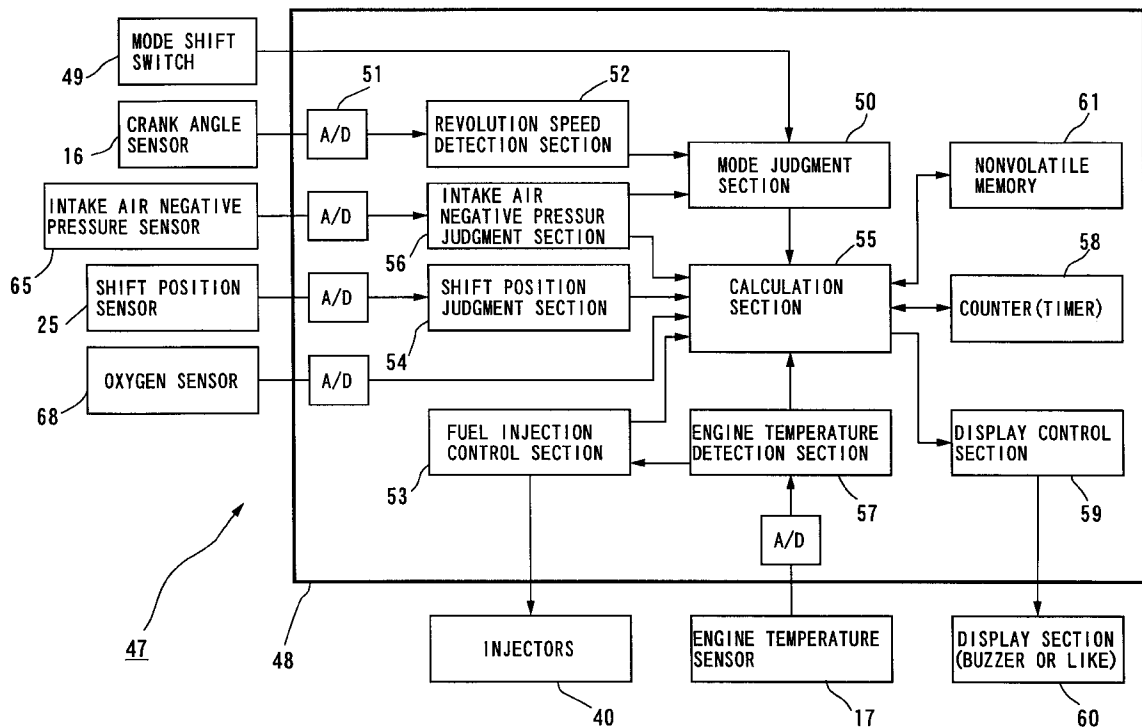 MODE SHIFT
SWITCH
49
51
52
50
61
CRANK ANGLE
SENSOR
16
A/D
REVOLUTION SPEED
DETECTION SECTION
MODE JUDGMENT
SECTION
NONVOLATILE
MEMORY
INTAKE AIR NEGATIVE
PRESSURE SENSOR
65
A/D
INTAKE AIR
NEGATIVE PRESSUR
JUDGMENT SECTION
56
55
58
SHIFT POSITION
SENSOR
25
A/D
SHIFT POSITION
JUDGMENT SECTION
54
CALCULATION
SECTION
COUNTER(TIMER)
OXYGEN SENSOR
68
A/D
FUEL INJECTION
CONTROL SECTION
53
ENGINE TEMPERATURE
DETECTION SECTION
57
DISPLAY CONTROL
SECTION
59
A/D
47
48
INJECTORS
40
ENGINE TEMPERATURE
SENSOR
17
DISPLAY SECTION
(BUZZER OR LIKE)
60